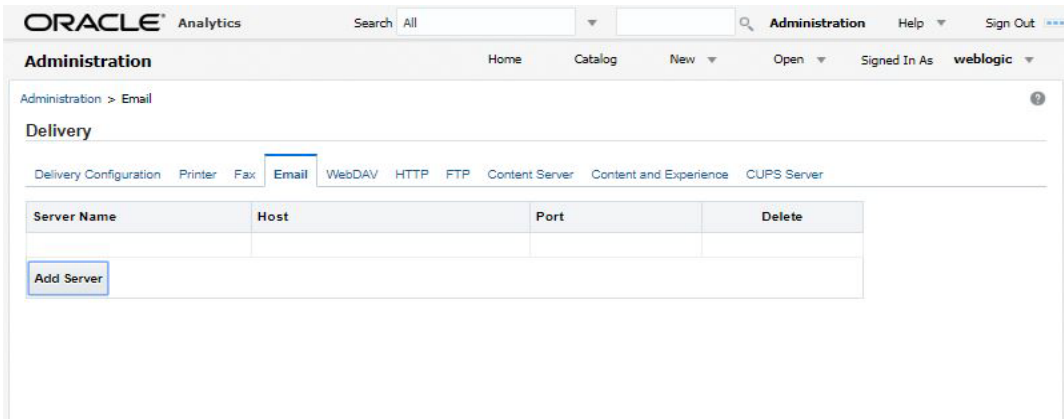 ORACLE Analytics Search All Administration Help Sign Out
Administration Home Catalog New Open Signed In As weblogic
Administration > Email
Delivery
Delivery Configuration Printer Fax Email WebDAV HTTP FTP Content Server Content and Experience CUPS Server
Server Name Host Port Delete
Add Server